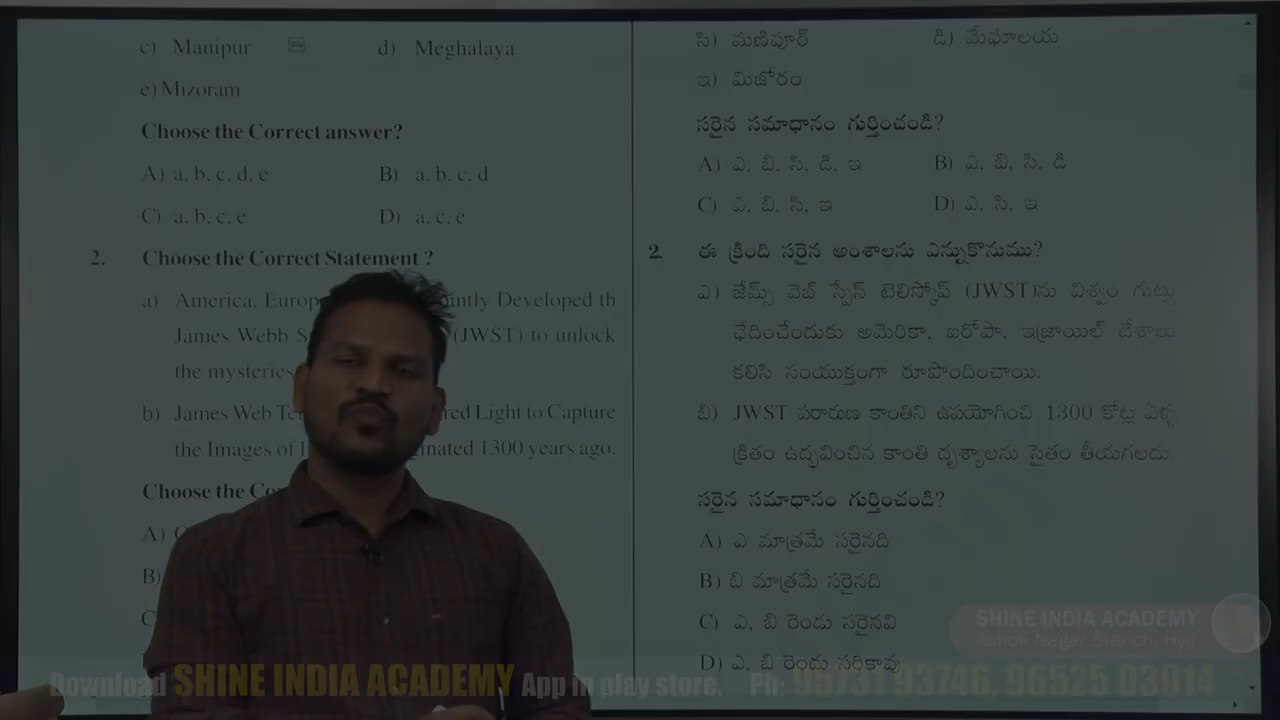 c) Manipur d) Meghalaya
e) Mizoram
Choose the Correct answer?
A) a, b, c, d, e B) a, b, c, d
C) a, b, c, e D) a, c, e
2. Choose the Correct Statement ?
a) America, Europ intly Developed th
James Webb S (JWST) to unlock
the mysteries
b) James Web Te red Light to Capture
the Images of inated 1300 years ago.
Choose the Co
A)
B)
C
సి) మణిపూర్ డి) మేఘాలయ
ఇ) మిజోరం
సరైన సమాధానం గుర్తించండి?
A) ఎ, బి, సి, డి, ఇ B) ఎ, బి, సి, డి
C) ఎ, బి, సి, ఇ D) ఎ, సి, ఇ
2. ఈ క్రింది సరైన అంశాలను ఎన్నుకొనుము?
ఎ) జేమ్స్ వెబ్ స్పేస్ టెలిస్కోప్ (JWST)ను విశ్వం గుట్టు
ఛేదించేందుకు అమెరికా, ఐరోపా, ఇజ్రాయిల్ దేశాలు
కలిసి సంయుక్తంగా రూపొందించాయి.
బి) JWST పరారుణ కాంతిని ఉపయోగించి 1300 కోట్ల ఏళ్ళ
క్రితం ఉద్భవించిన కాంతి దృశ్యాలను సైతం తీయగలదు.
సరైన సమాధానం గుర్తించండి?
A) ఎ మాత్రమే సరైనది
B) బి మాత్రమే సరైనది
C) ఎ, బి రెండు సరైనవి
D) ఎ, బి రెండు సరికావు
SHINE INDIA ACADEMY
Ashok Nagar Branch, Hyd.
Download SHINE INDIA ACADEMY App in play store. Ph: 96731 93746, 96525 03914